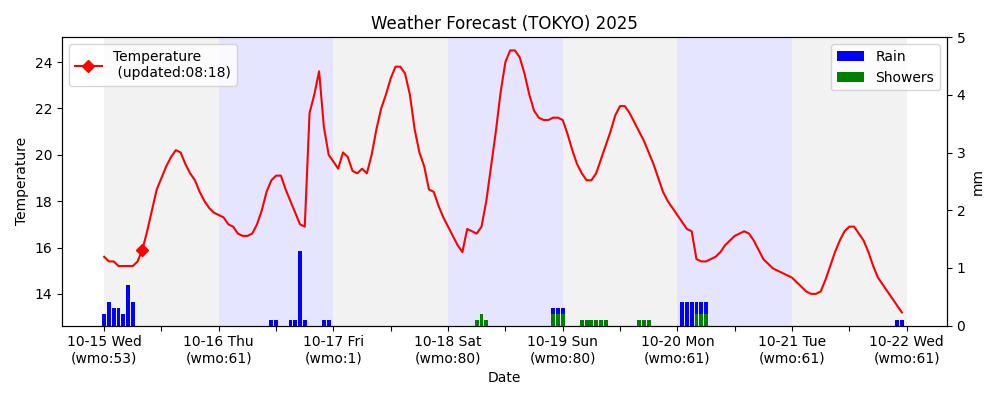 Weather Forecast (TOKYO) 2025
Temperature
(updated:08:18)
Rain
Showers
24
22
20
18
16
14
Temperature
5
4
3
2
1
0
mm
10-15 Wed
(wmo:53)
10-16 Thu
(wmo:61)
10-17 Fri
(wmo:1)
10-18 Sat
(wmo:80)
10-19 Sun
(wmo:80)
10-20 Mon
(wmo:61)
10-21 Tue
(wmo:61)
10-22 Wed
(wmo:61)
Date